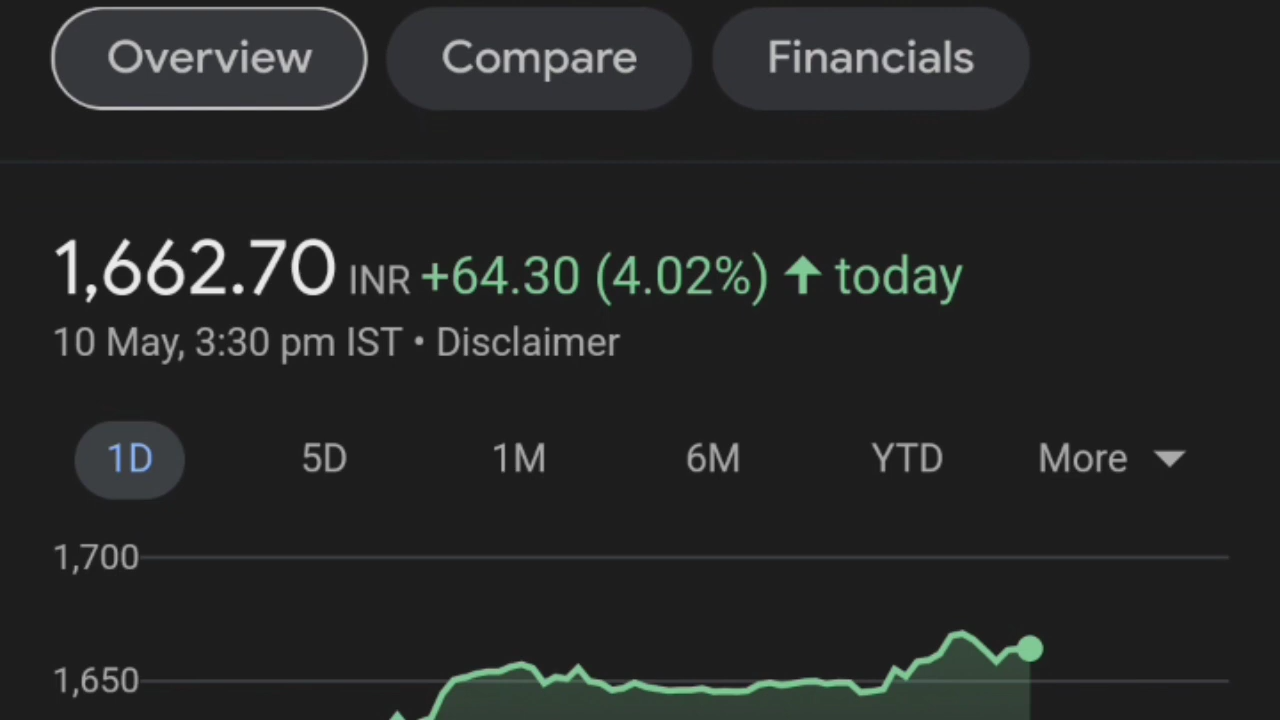 Overview Compare Financials
1,662.70 INR +64.30 (4.02%) ↑ today
10 May, 3:30 pm IST • Disclaimer
1D 5D 1M 6M YTD More
1,700
1,650